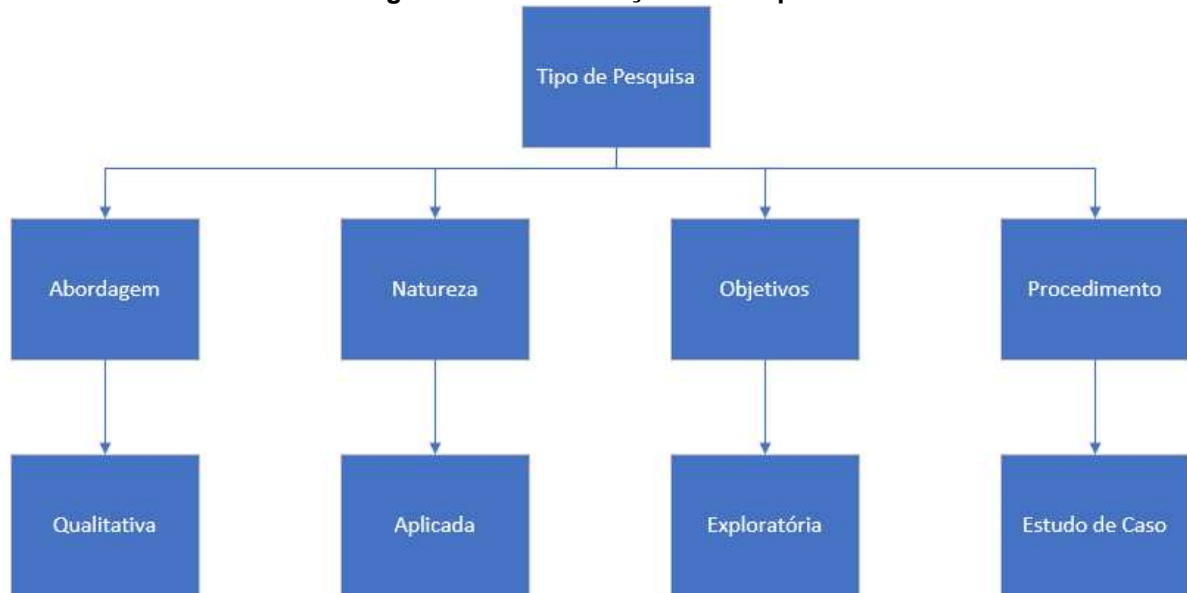 Tipo de Pesquisa
Abordagem
Natureza
Objetivos
Procedimento
Qualitativa
Aplicada
Exploratória
Estudo de Caso